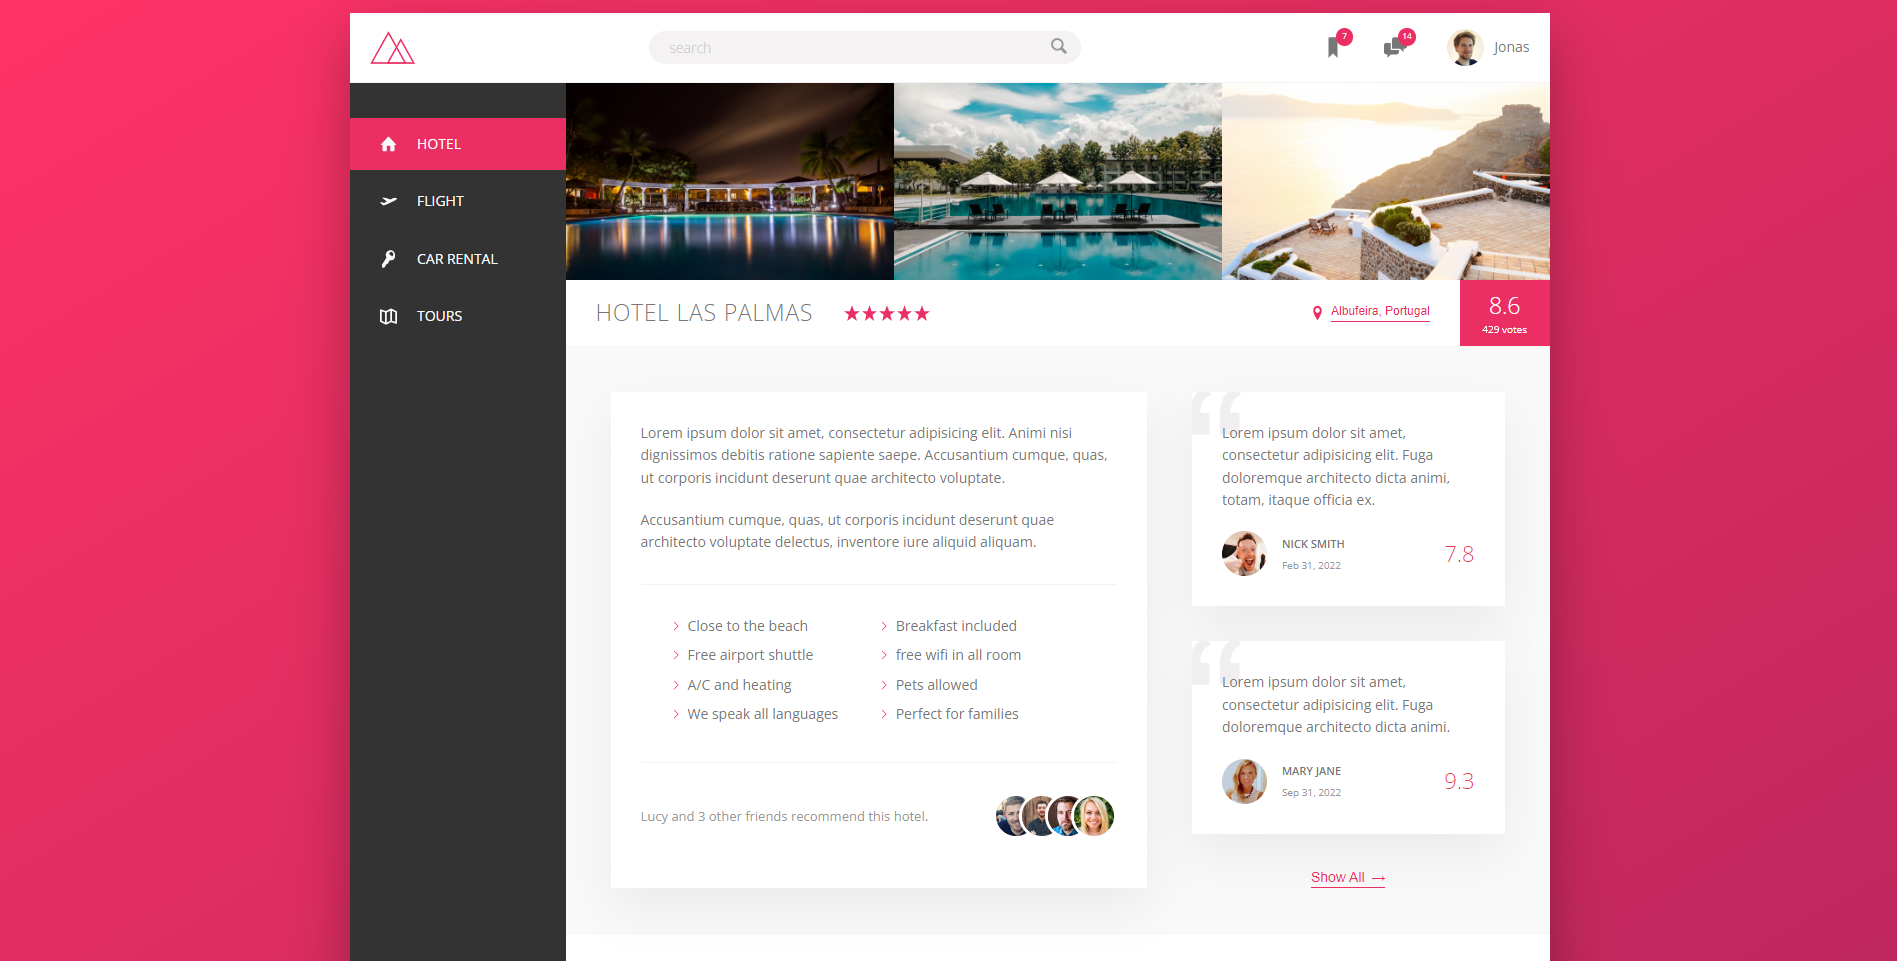 search
7
14
Jonas
HOTEL
FLIGHT
CAR RENTAL
TOURS
HOTEL LAS PALMAS
Albufeira, Portugal
8.6
429 votes
Lorem ipsum dolor sit amet, consectetur adipisicing elit. Animi nisi
dignissimos debitis ratione sapiente saepe. Accusantium cumque, quas,
ut corporis incidunt deserunt quae architecto voluptate.
Accusantium cumque, quas, ut corporis incidunt deserunt quae
architecto voluptate delectus, inventore iure aliquid aliquam.
Close to the beach
Free airport shuttle
A/C and heating
We speak all languages
Breakfast included
free wifi in all room
Pets allowed
Perfect for families
Lucy and 3 other friends recommend this hotel.
“
Lorem ipsum dolor sit amet,
consectetur adipisicing elit. Fuga
doloremque architecto dicta animi,
totam, itaque officia ex.
NICK SMITH
Feb 31, 2022
7.8
“
Lorem ipsum dolor sit amet,
consectetur adipisicing elit. Fuga
doloremque architecto dicta animi.
MARY JANE
Sep 31, 2022
9.3
Show All →